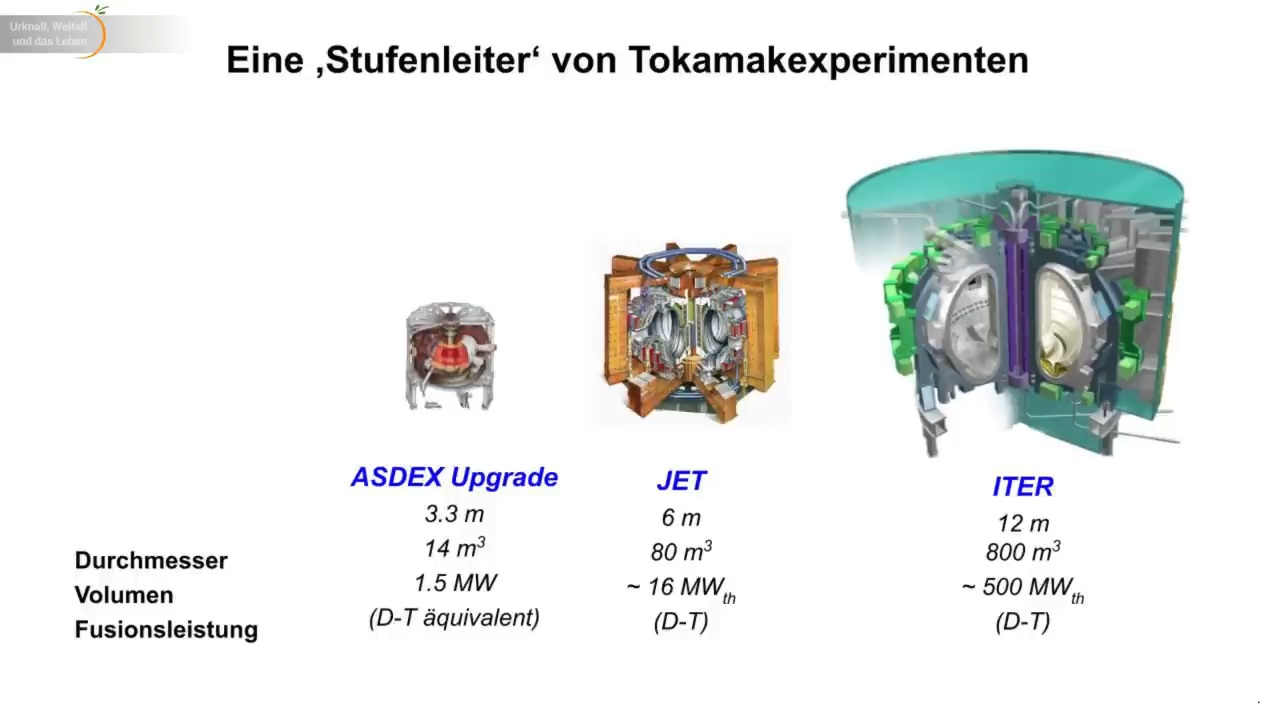 Urknall, Weltall
und das Leben
Eine ‚Stufenleiter‘ von Tokamakexperimenten
ASDEX Upgrade
3.3 m
14 m³
1.5 MW
(D-T äquivalent)
JET
6 m
80 m³
~ 16 MWth
(D-T)
ITER
12 m
800 m³
~ 500 MWth
(D-T)
Durchmesser
Volumen
Fusionsleistung